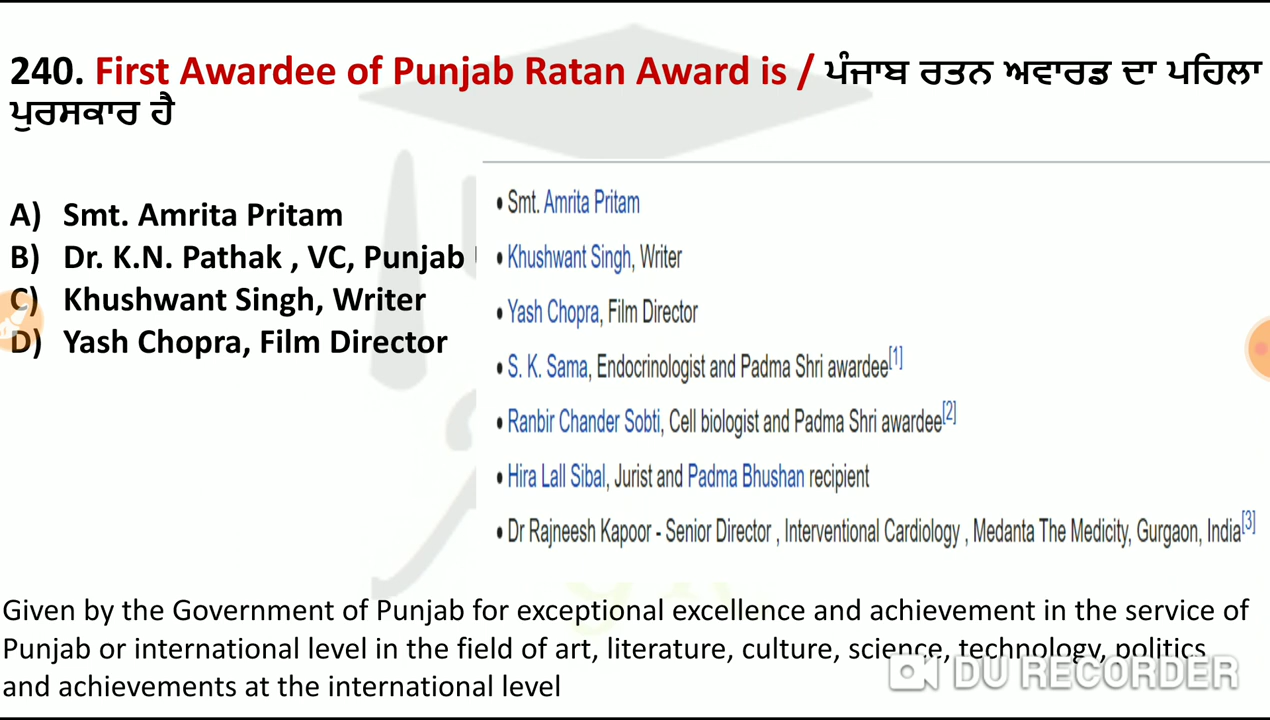 240. First Awardee of Punjab Ratan Award is / ਪੰਜਾਬ ਰਤਨ ਅਵਾਰਡ ਦਾ ਪਹਿਲਾ
ਪੁਰਸਕਾਰ ਹੈ
A) Smt. Amrita Pritam
B) Dr. K.N. Pathak , VC, Punjab
C) Khushwant Singh, Writer
D) Yash Chopra, Film Director
• Smt. Amrita Pritam
• Khushwant Singh, Writer
• Yash Chopra, Film Director
• S. K. Sama, Endocrinologist and Padma Shri awardee[1]
• Ranbir Chander Sobti, Cell biologist and Padma Shri awardee[2]
• Hira Lall Sibal, Jurist and Padma Bhushan recipient
• Dr Rajneesh Kapoor - Senior Director , Interventional Cardiology , Medanta The Medicity, Gurgaon, India[3]
Given by the Government of Punjab for exceptional excellence and achievement in the service of
Punjab or international level in the field of art, literature, culture, science, technology, politics
and achievements at the international level
DU RECORDER